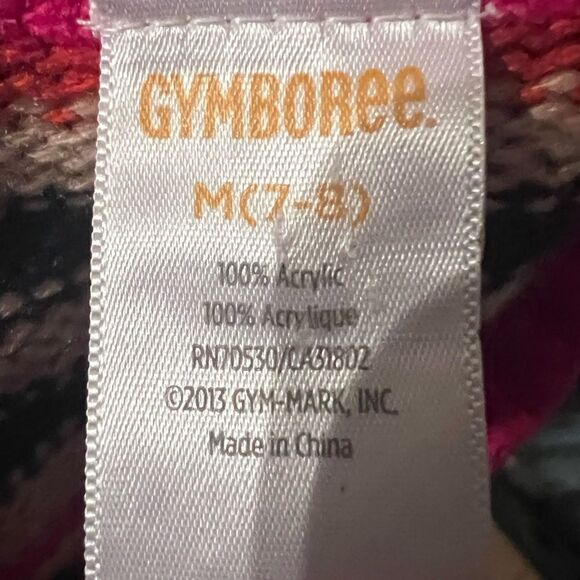 GYMBORee.
M(7-8)
100% Acrylic
100% Acrylique
RN70530/CA31802
©2013 GYM-MARK, INC.
Made in China